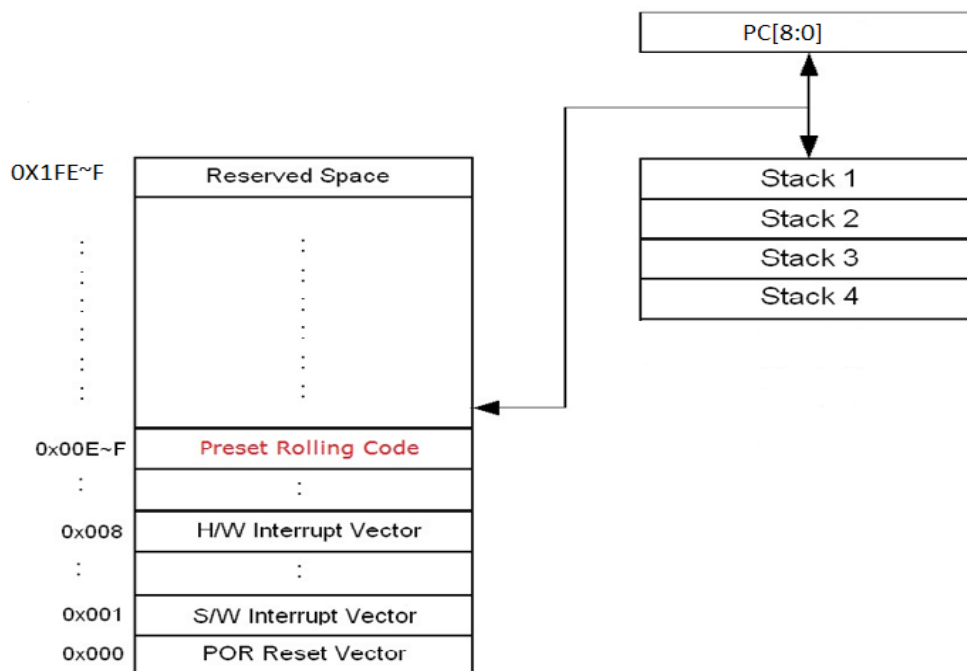 PC[8:0]
0X1FE~F
Reserved Space
Stack 1
Stack 2
Stack 3
Stack 4
0x00E~F
Preset Rolling Code
0x008
H/W Interrupt Vector
0x001
S/W Interrupt Vector
0x000
POR Reset Vector